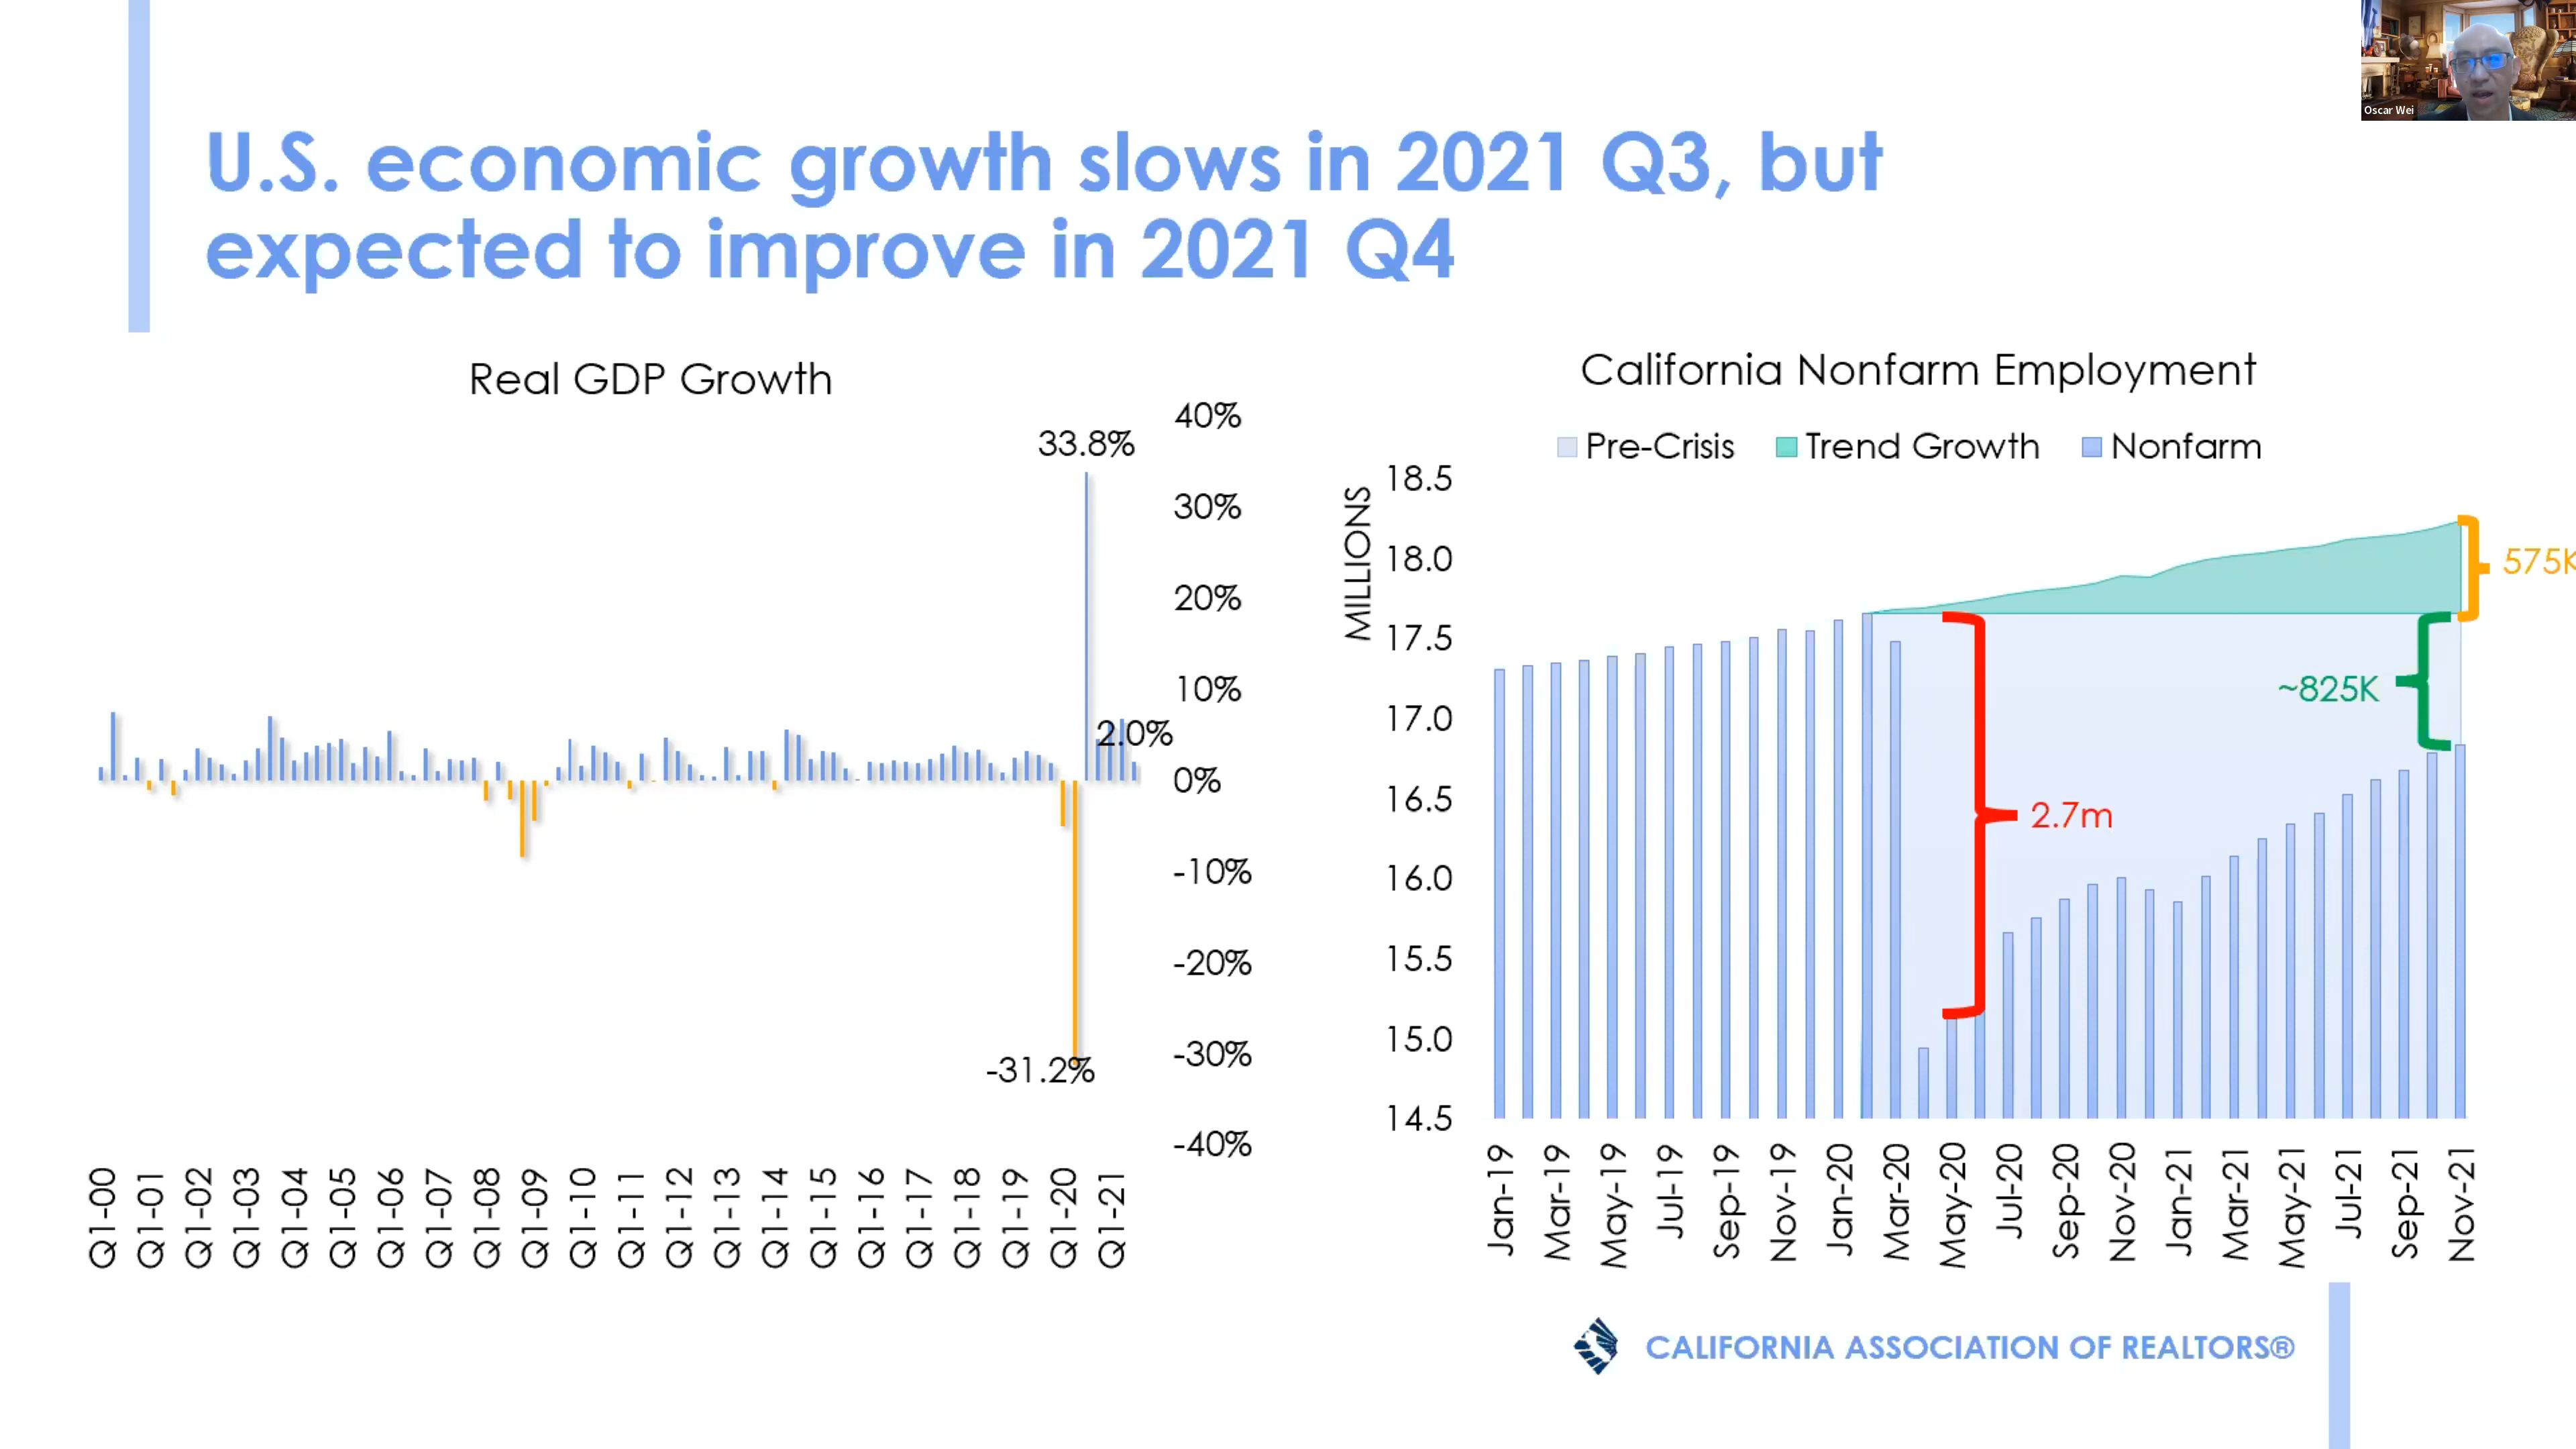 Oscar Wei
U.S. economic growth slows in 2021 Q3, but
expected to improve in 2021 Q4
Real GDP Growth
40%
33.8%
30%
20%
10%
2.0%
0%
-10%
-20%
-30%
-31.2%
-40%
Q1-00 Q1-01 Q1-02 Q1-03 Q1-04 Q1-05 Q1-06 Q1-07 Q1-08 Q1-09 Q1-10 Q1-11 Q1-12 Q1-13 Q1-14 Q1-15 Q1-16 Q1-17 Q1-18 Q1-19 Q1-20 Q1-21
California Nonfarm Employment
Pre-Crisis Trend Growth Nonfarm
MILLIONS
18.5
18.0
17.5
17.0
16.5
16.0
15.5
15.0
14.5
575K
~825K
2.7m
Jan-19 Mar-19 May-19 Jul-19 Sep-19 Nov-19 Jan-20 Mar-20 May-20 Jul-20 Sep-20 Nov-20 Jan-21 Mar-21 May-21 Jul-21 Sep-21 Nov-21
CALIFORNIA ASSOCIATION OF REALTORS®